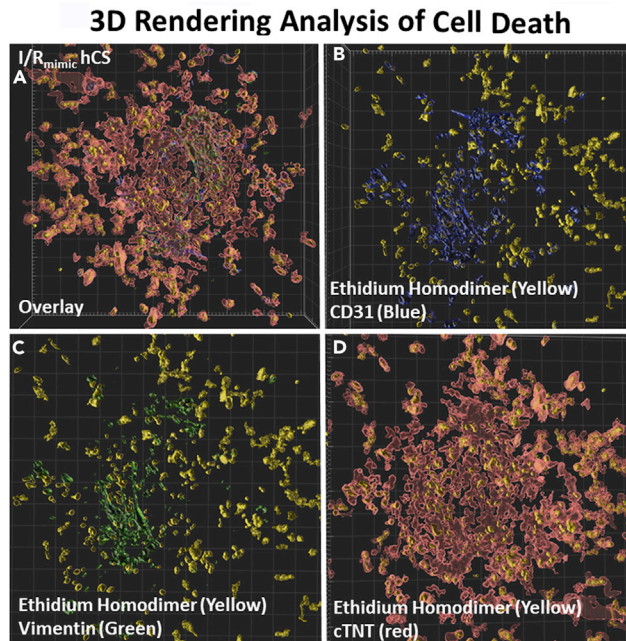 3D Rendering Analysis of Cell Death
I/Rmimic hCS
A
Overlay
B
Ethidium Homodimer (Yellow)
CD31 (Blue)
C
Ethidium Homodimer (Yellow)
Vimentin (Green)
D
Ethidium Homodimer (Yellow)
cTNT (red)